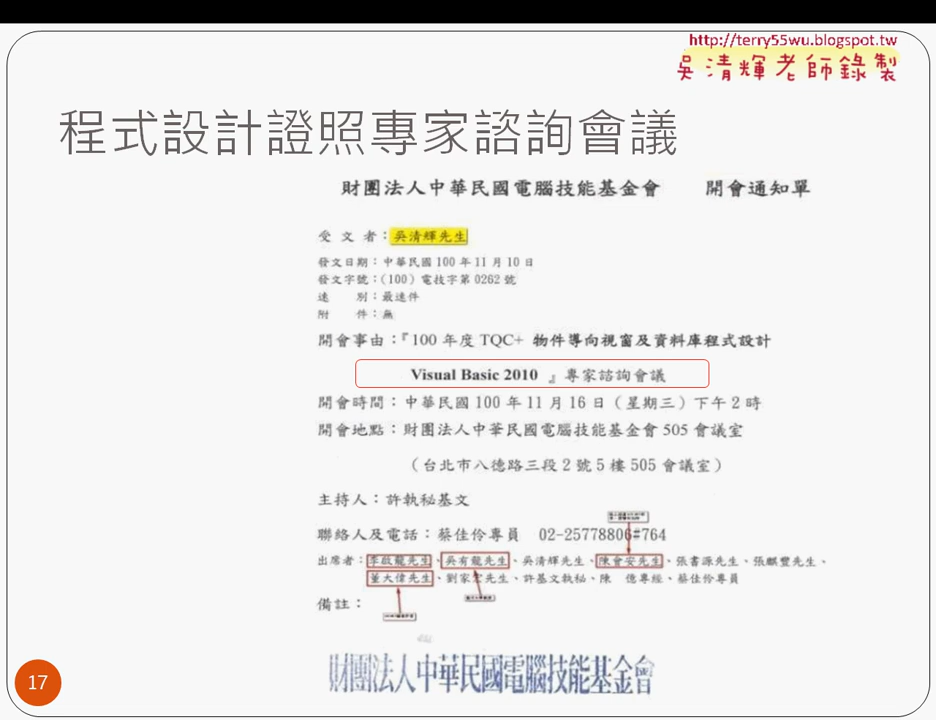 http://terry55wu.blogspot.tw
吳清輝老師錄製
程式設計證照專家諮詢會議
財團法人中華民國電腦技能基金會 開會通知單
受文者：吳清輝先生
發文日期：中華民國100年11月10日
發文字號：(100)電技字第0262號
速 別：最速件
附 件：無
開會事由：『100年度 TQC+ 物件導向視窗及資料庫程式設計
Visual Basic 2010 』專家諮詢會議
開會時間：中華民國100年11月16日（星期三）下午2時
開會地點：財團法人中華民國電腦技能基金會505會議室
（台北市八德路三段2號5樓505會議室）
主持人：許執秘基文
聯絡人及電話：蔡佳伶專員 02-25778806#764
出席者：李啟龍先生、吳有龍先生、吳清輝先生、陳會安先生、張書源先生、張麒豐先生、
董大偉先生、劉家宏先生、許基文執秘、陳 億專經、蔡佳伶專員
備註：
財團法人中華民國電腦技能基金會
17